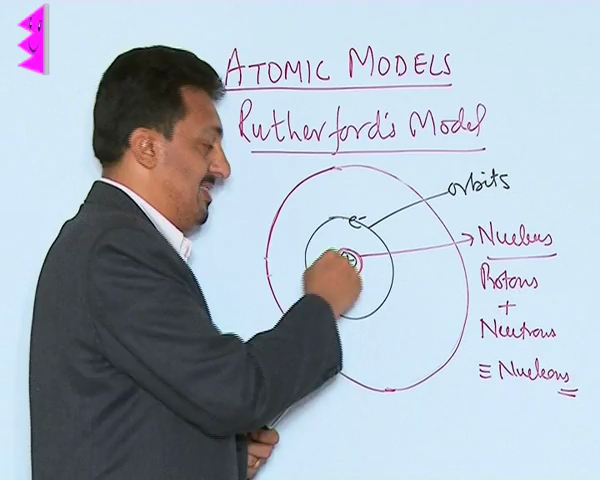 ATOMIC MODELS
Rutherford's Model
e-
orbits
Nucleus
Protons
+
Neutrons
≡ Nucleons